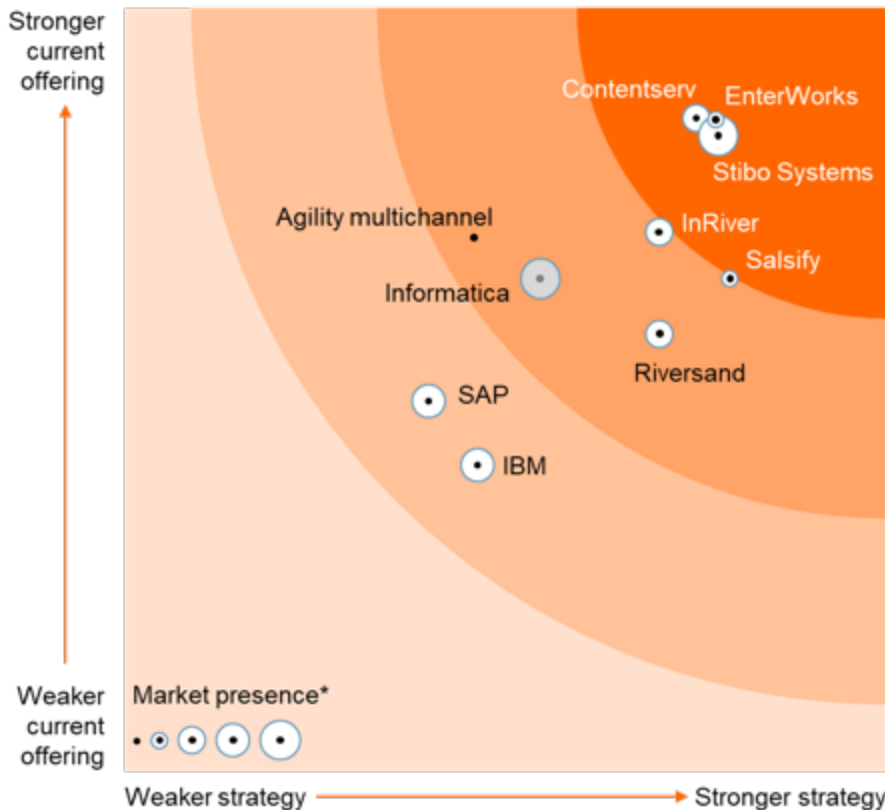 Stronger
current
offering
Contentserv
EnterWorks
Stibo Systems
Agility multichannel
InRiver
Salsify
Informatica
Riversand
SAP
IBM
Weaker
current
offering
Market presence*
Weaker strategy
Stronger strategy